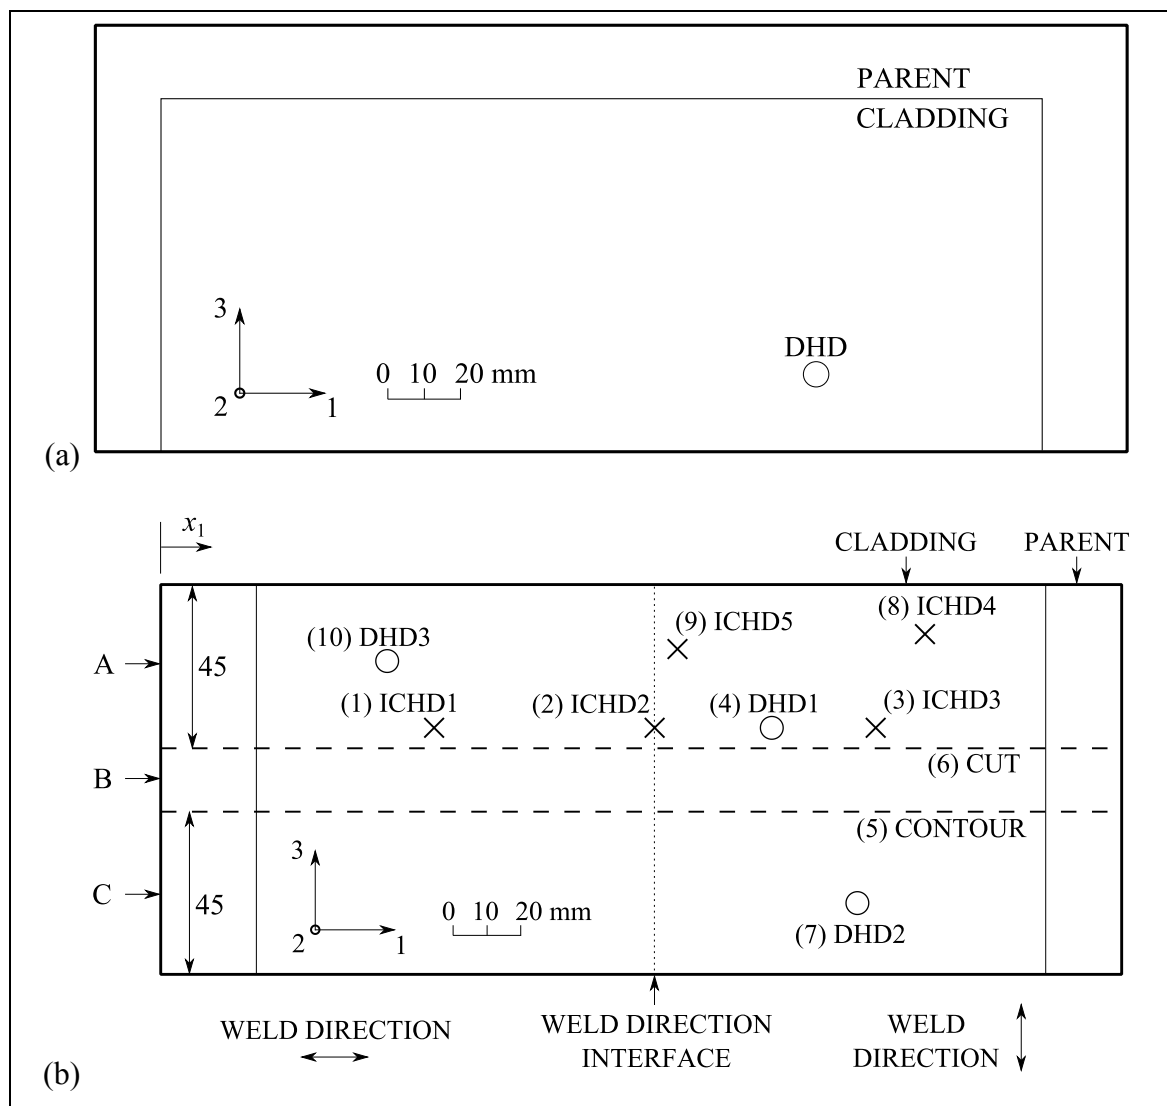 PARENT
CLADDING
3
2
1
0 10 20 mm
DHD
(a)
x1
CLADDING
PARENT
A
45
(10) DHD3
(9) ICHD5
(8) ICHD4
(1) ICHD1
(2) ICHD2
(4) DHD1
(3) ICHD3
B
(6) CUT
(5) CONTOUR
C
45
3
2
1
0 10 20 mm
(7) DHD2
WELD DIRECTION
WELD DIRECTION
INTERFACE
WELD
DIRECTION
(b)